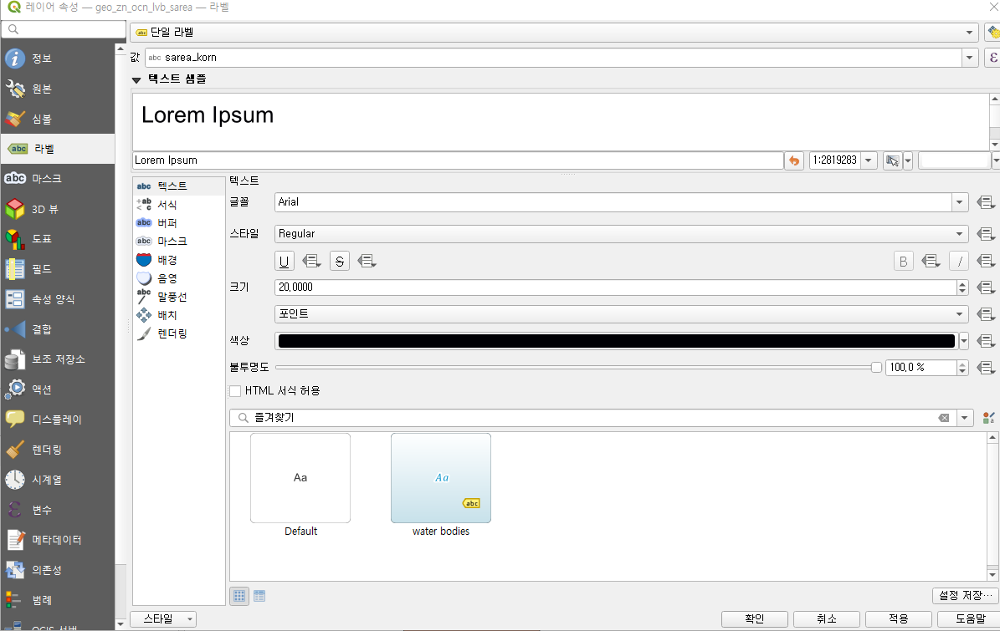 레이어 속성 — geo_zn_ocn_lvb_sarea — 라벨
정보
원본
심볼
라벨
마스크
3D 뷰
도표
필드
속성 양식
결합
보조 저장소
액션
디스플레이
렌더링
시계열
변수
메타데이터
의존성
범례
QGIS 서버
단일 라벨
값 abc sarea_korn
텍스트 샘플
Lorem Ipsum
Lorem Ipsum 1:2819283
텍스트
서식
버퍼
마스크
배경
음영
말풍선
배치
렌더링
텍스트
글꼴 Arial
스타일 Regular
U S B I
크기 20,0000
포인트
색상
불투명도 100,0 %
HTML 서식 허용
즐겨찾기
Aa Aa
abc
Default water bodies
설정 저장…
스타일 확인 취소 적용 도움말